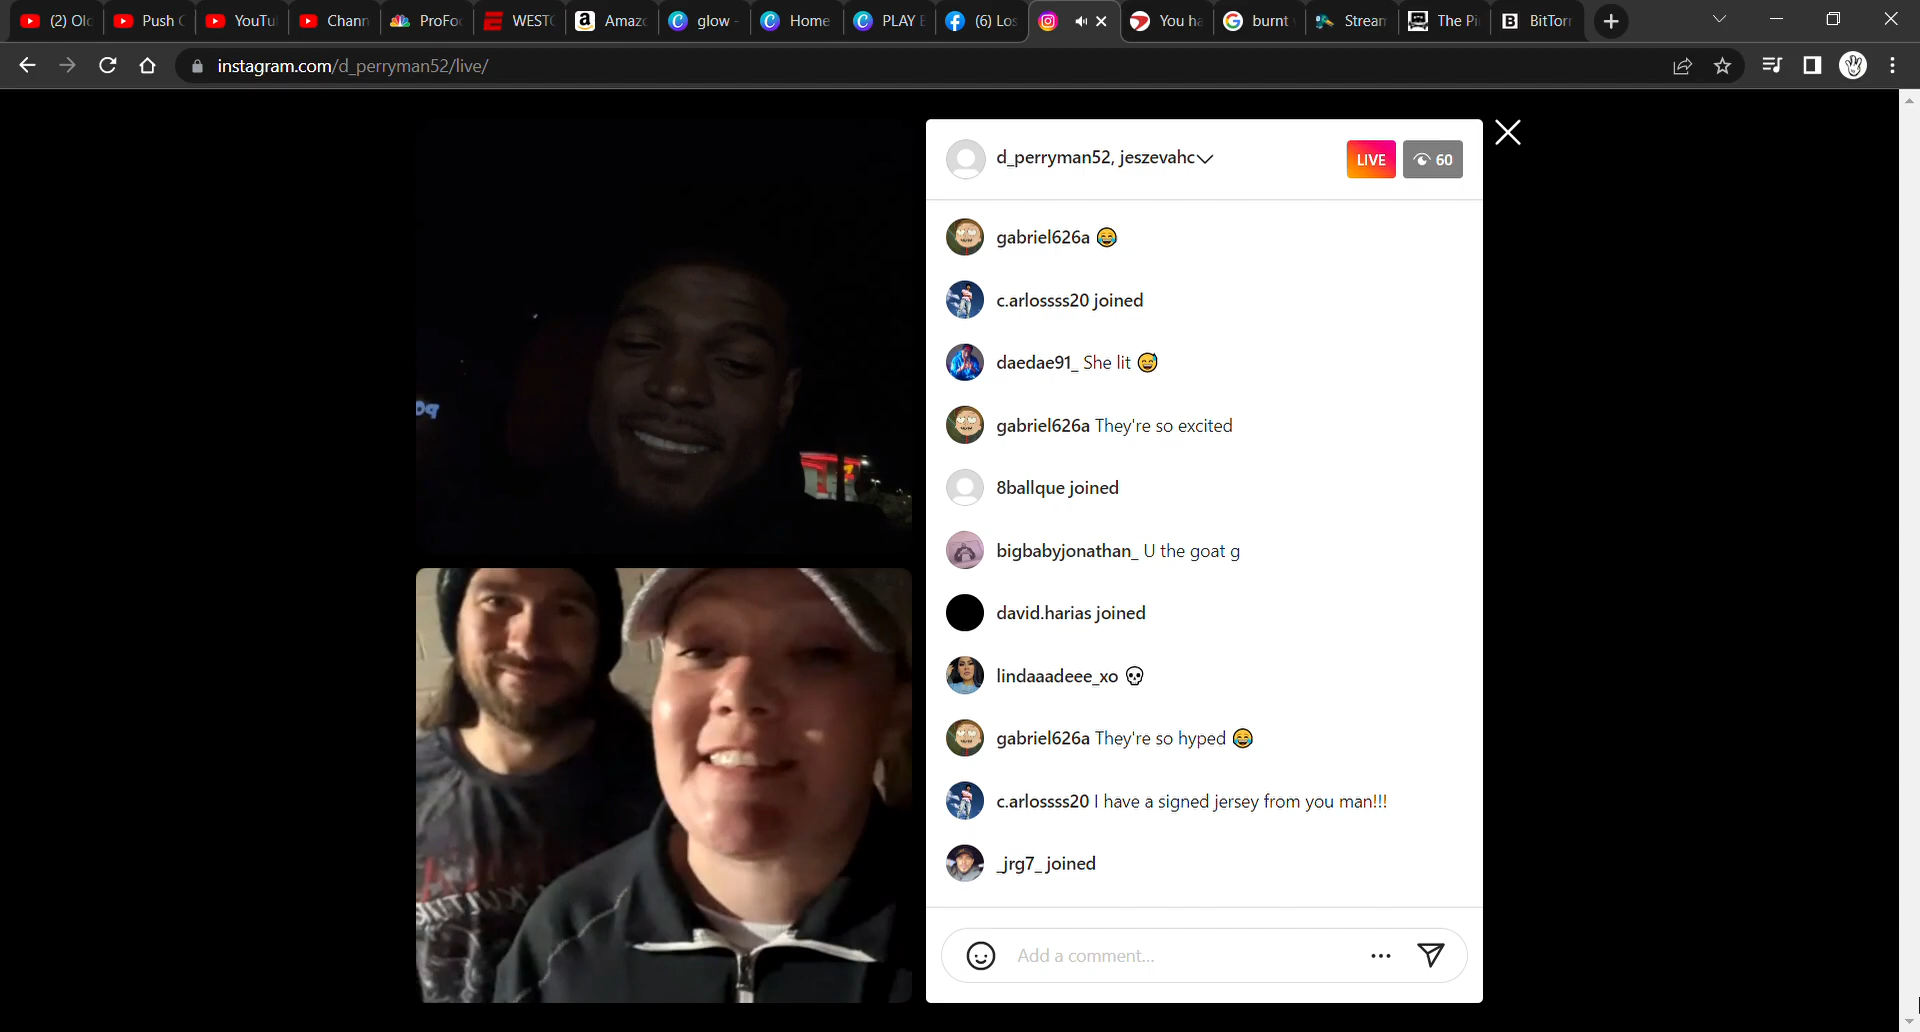 (2) Old
Push
YouTu
Chann
ProFo
WEST
Amaz
glow -
Home
PLAY
(6) Los
You ha
burnt
Stream
The Pi
BitTorr
instagram.com/d_perryman52/live/
d_perryman52, jeszevahc
LIVE
60
gabriel626a 😂
c.arlossss20 joined
daedae91_ She lit 😅
gabriel626a They're so excited
8ballque joined
bigbabyjonathan_ U the goat g
david.harias joined
lindaaadeee_xo 💀
gabriel626a They're so hyped 😂
c.arlossss20 I have a signed jersey from you man!!!
_jrg7_ joined
Add a comment...